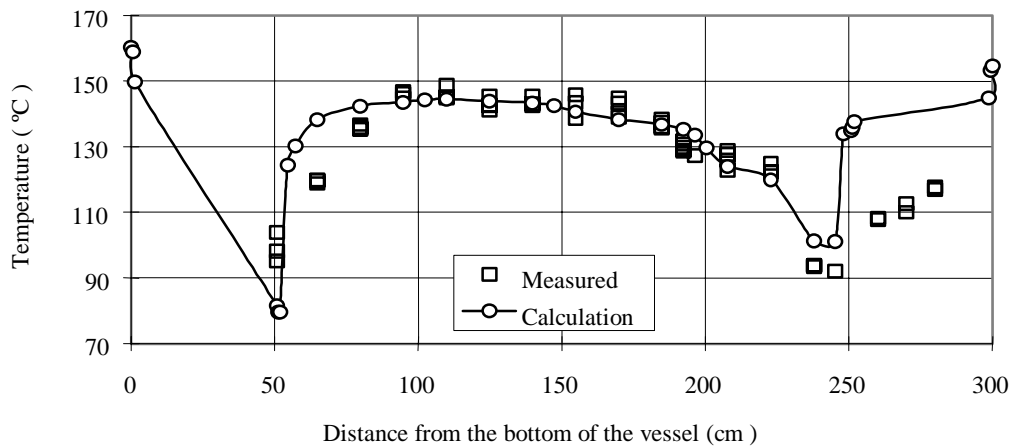 170
150
130
110
90
70
Temperature ( ºC)
Measured
Calculation
0 50 100 150 200 250 300
Distance from the bottom of the vessel (cm )